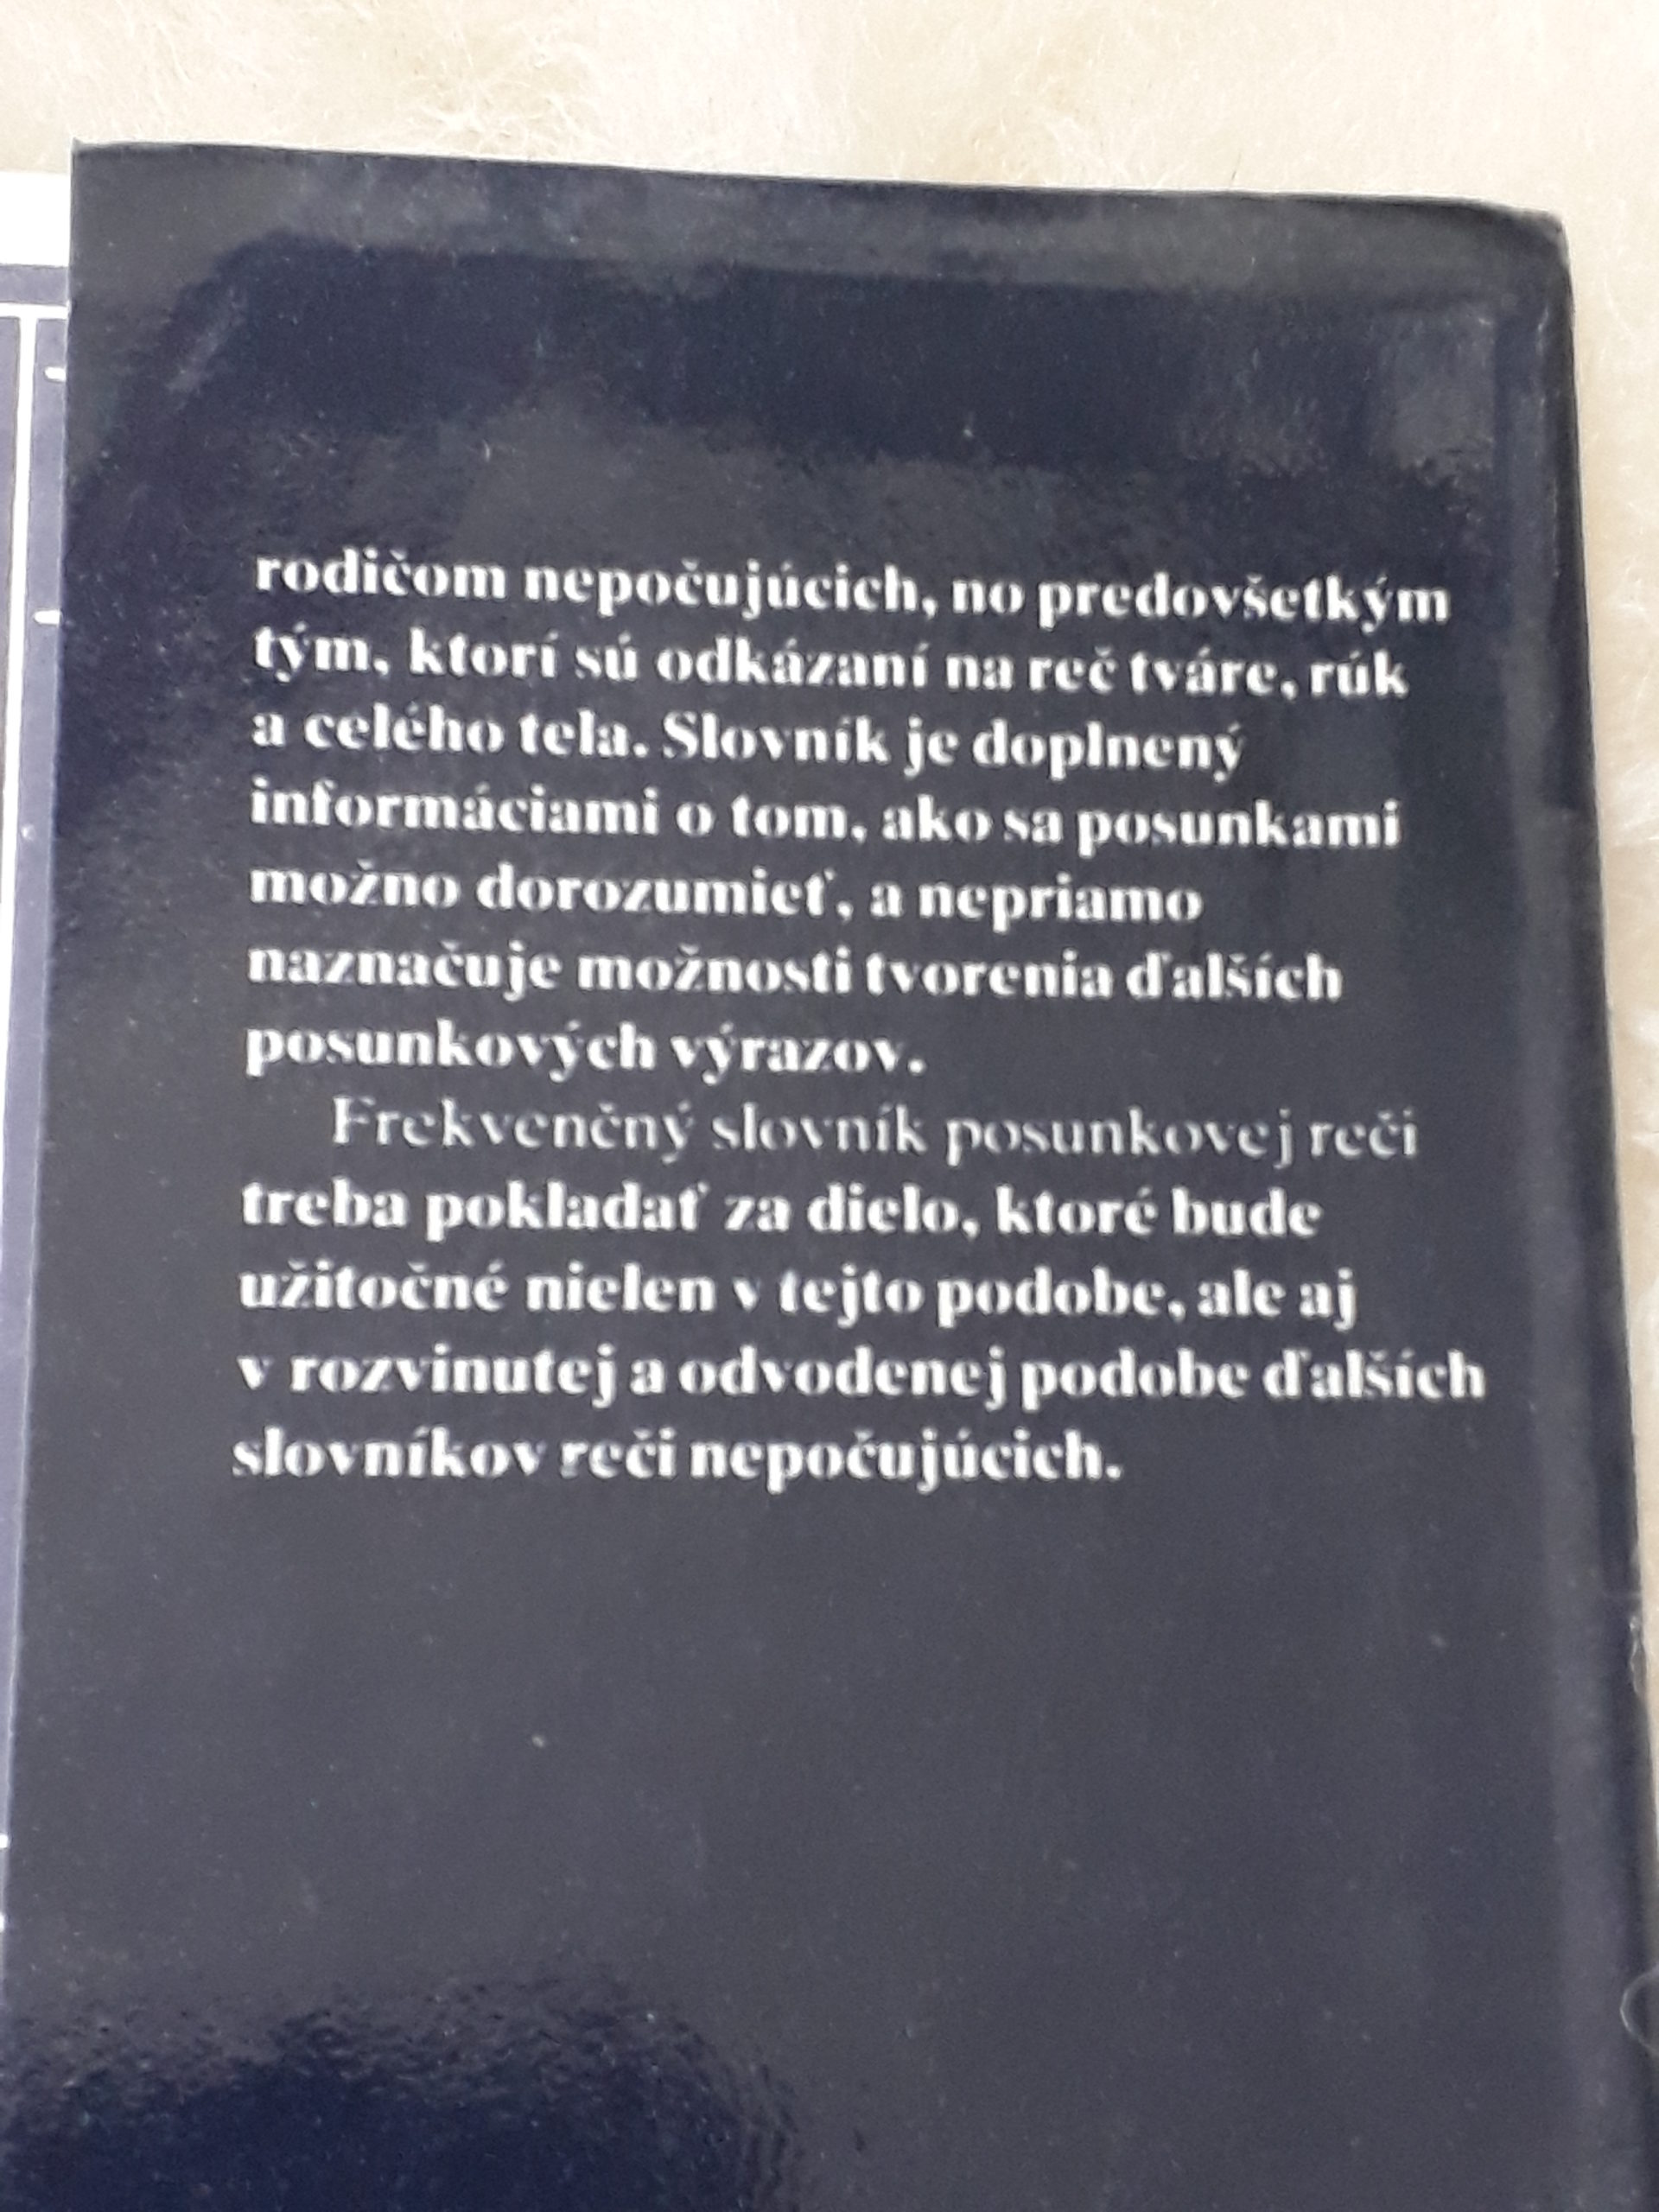 rodičom nepočujúcich, no predovšetkým
tým, ktorí sú odkázaní na reč tváre, rúk
a celého tela. Slovník je doplnený
informáciami o tom, ako sa posunkami
možno dorozumieť, a nepriamo
naznačuje možnosti tvorenia ďalších
posunkových výrazov.
Frekvenčný slovník posunkovej reči
treba pokladať za dielo, ktoré bude
užitočné nielen v tejto podobe, ale aj
v rozvinutej a odvodenej podobe ďalších
slovníkov reči nepočujúcich.